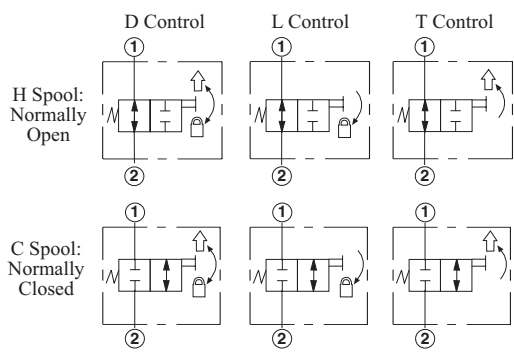 D Control
L Control
T Control
1
1
1
H Spool:
Normally
Open
2
2
2
1
1
1
C Spool:
Normally
Closed
2
2
2